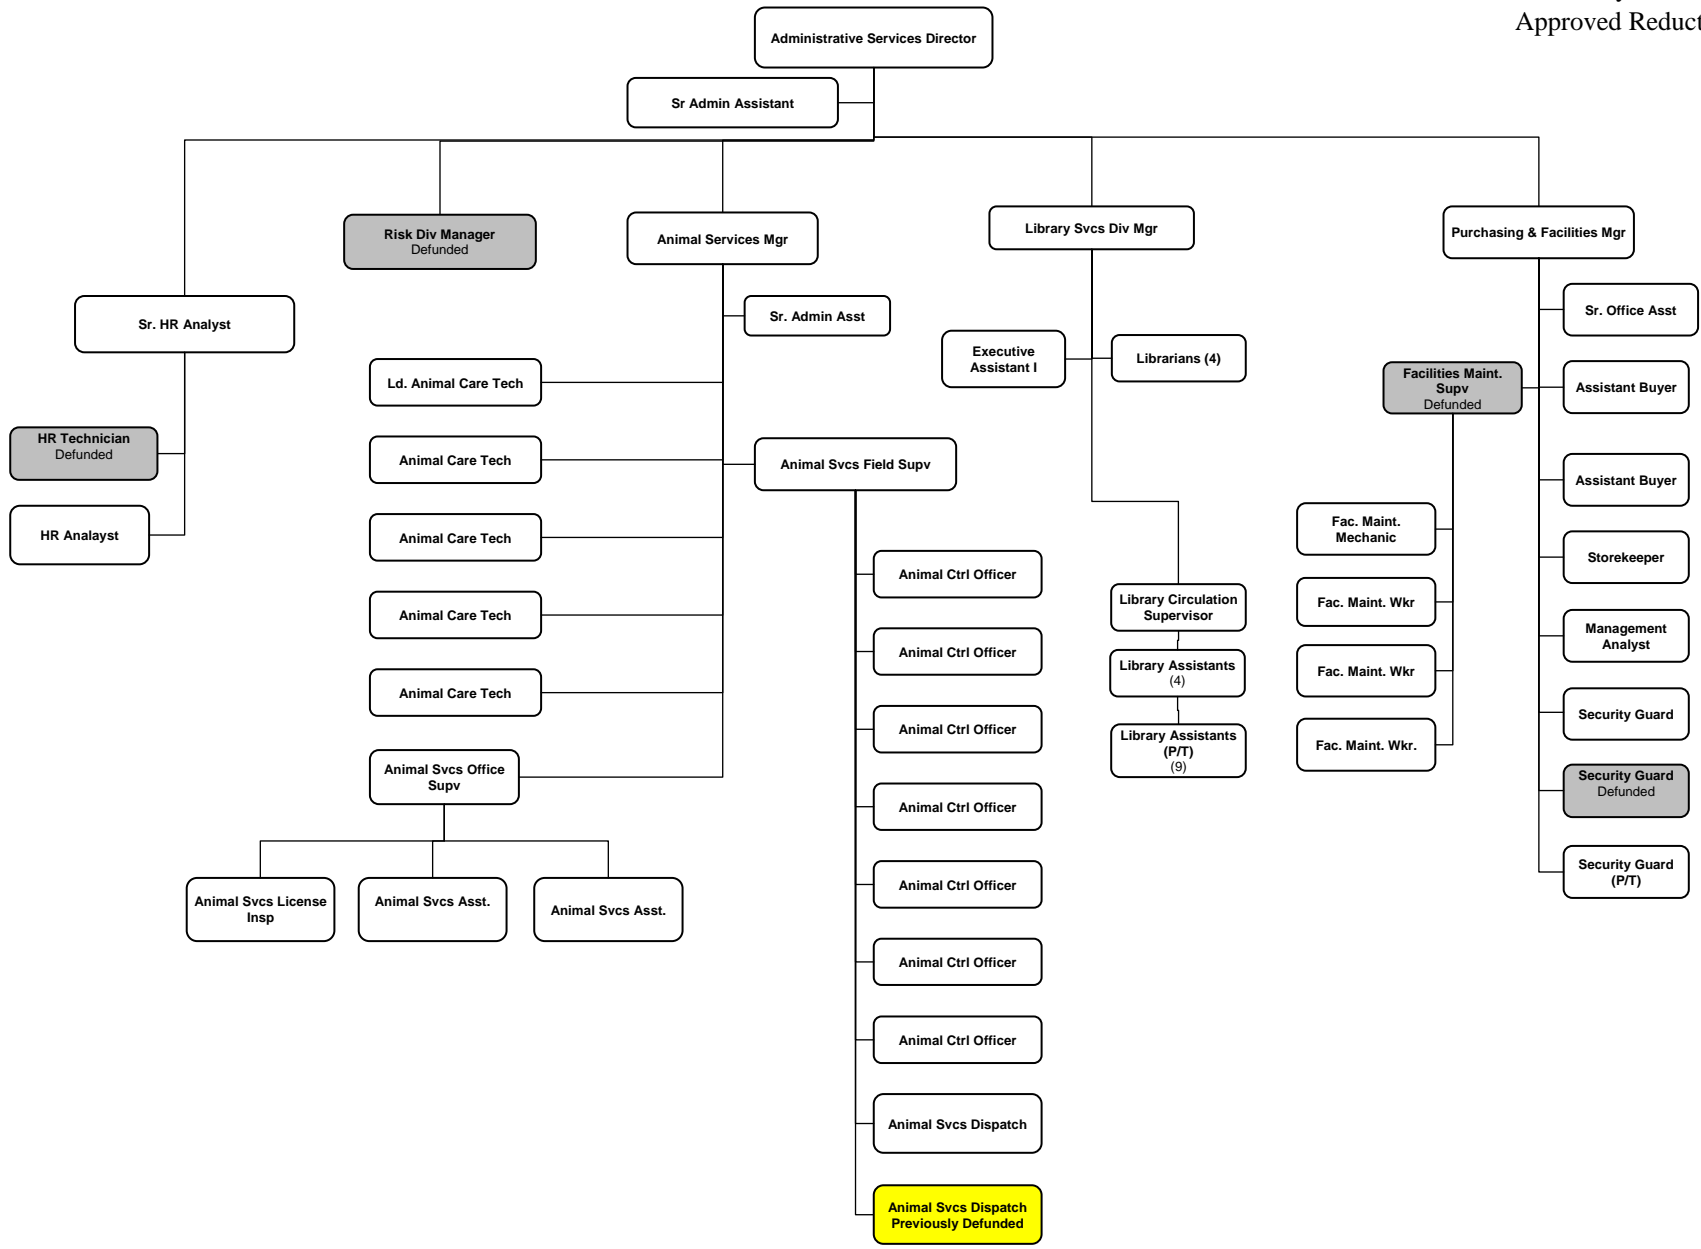 Approved Reduct
Administrative Services Director
Sr Admin Assistant
Risk Div Manager
Defunded
Animal Services Mgr
Library Svcs Div Mgr
Purchasing & Facilities Mgr
Sr. HR Analyst
HR Technician
Defunded
HR Analayst
Sr. Admin Asst
Ld. Animal Care Tech
Animal Care Tech
Animal Care Tech
Animal Care Tech
Animal Care Tech
Animal Svcs Office
Supv
Animal Svcs License
Insp
Animal Svcs Asst.
Animal Svcs Asst.
Animal Svcs Field Supv
Animal Ctrl Officer
Animal Ctrl Officer
Animal Ctrl Officer
Animal Ctrl Officer
Animal Ctrl Officer
Animal Ctrl Officer
Animal Ctrl Officer
Animal Svcs Dispatch
Animal Svcs Dispatch
Previously Defunded
Executive
Assistant I
Librarians (4)
Library Circulation
Supervisor
Library Assistants
(4)
Library Assistants
(P/T)
(9)
Facilities Maint.
Supv
Defunded
Fac. Maint.
Mechanic
Fac. Maint. Wkr
Fac. Maint. Wkr
Fac. Maint. Wkr.
Sr. Office Asst
Assistant Buyer
Assistant Buyer
Storekeeper
Management
Analyst
Security Guard
Security Guard
Defunded
Security Guard
(P/T)